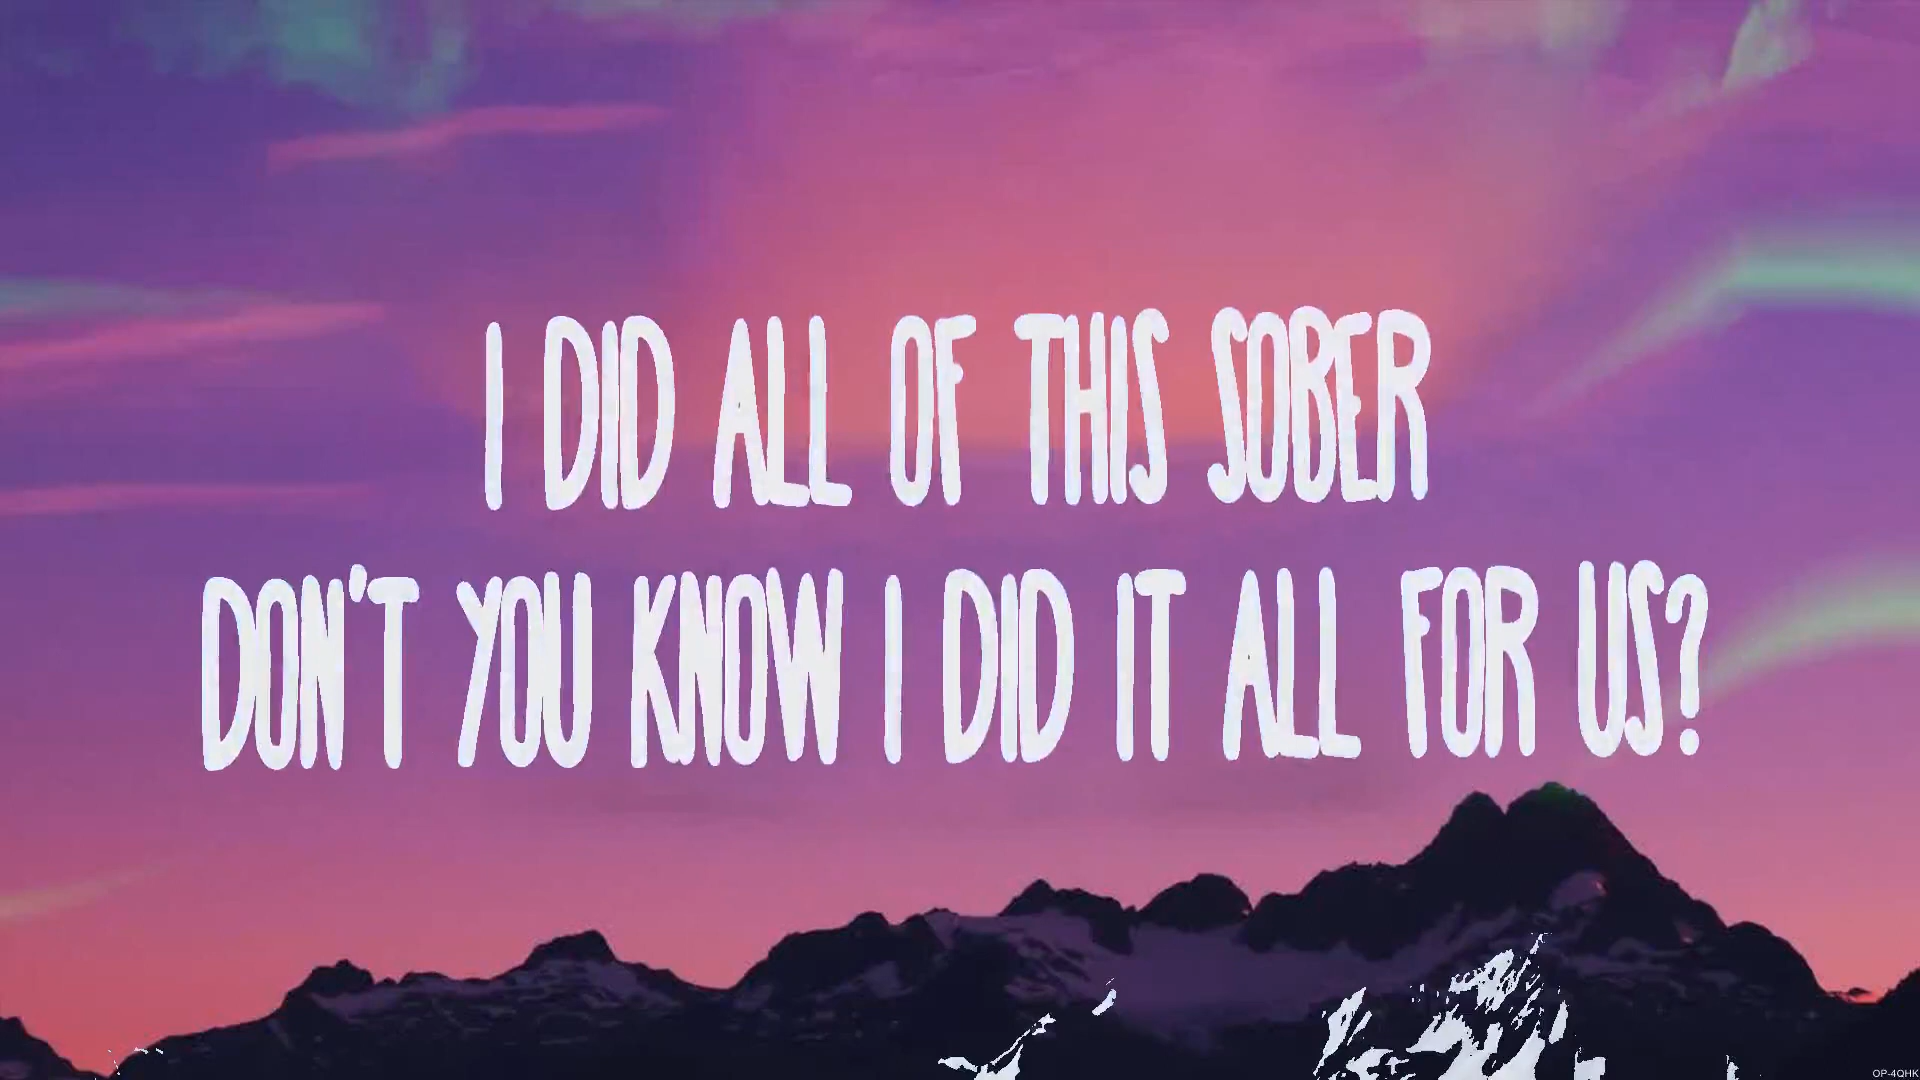 I DID ALL OF THIS SOBER
DON'T YOU KNOW I DID IT ALL FOR US?
OP-4QHK